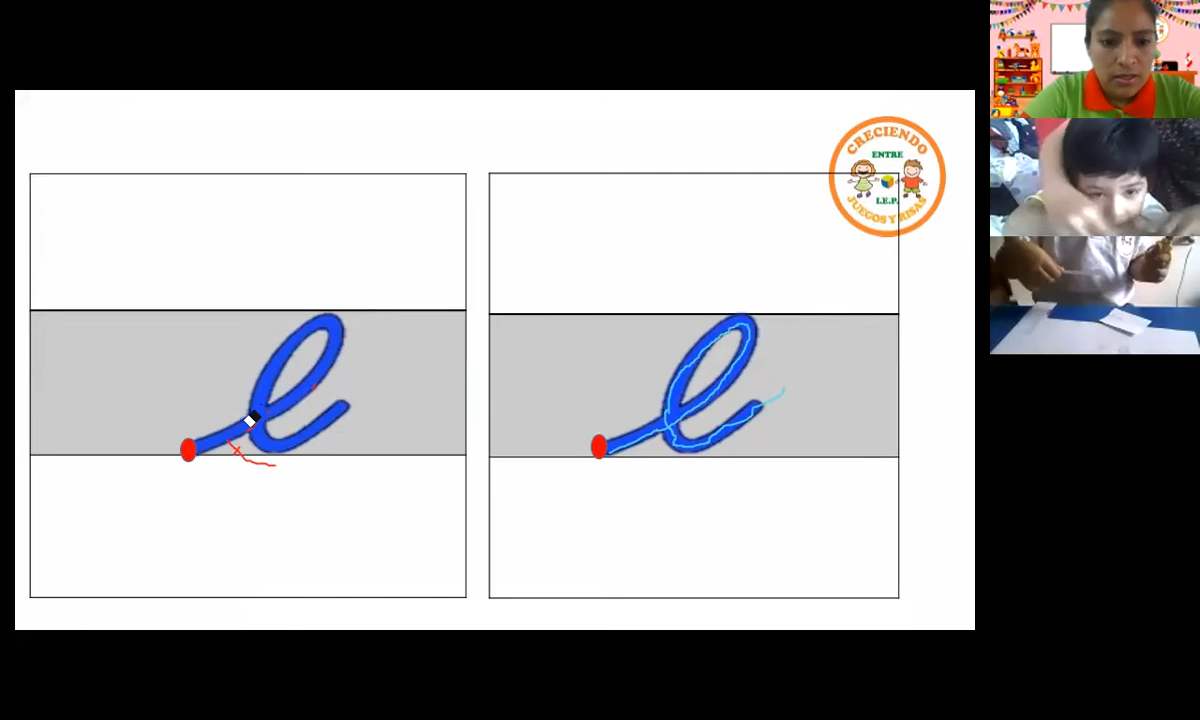 CRECIENDO
ENTRE
I.E.P.
JUEGOS Y RISAS
e
e